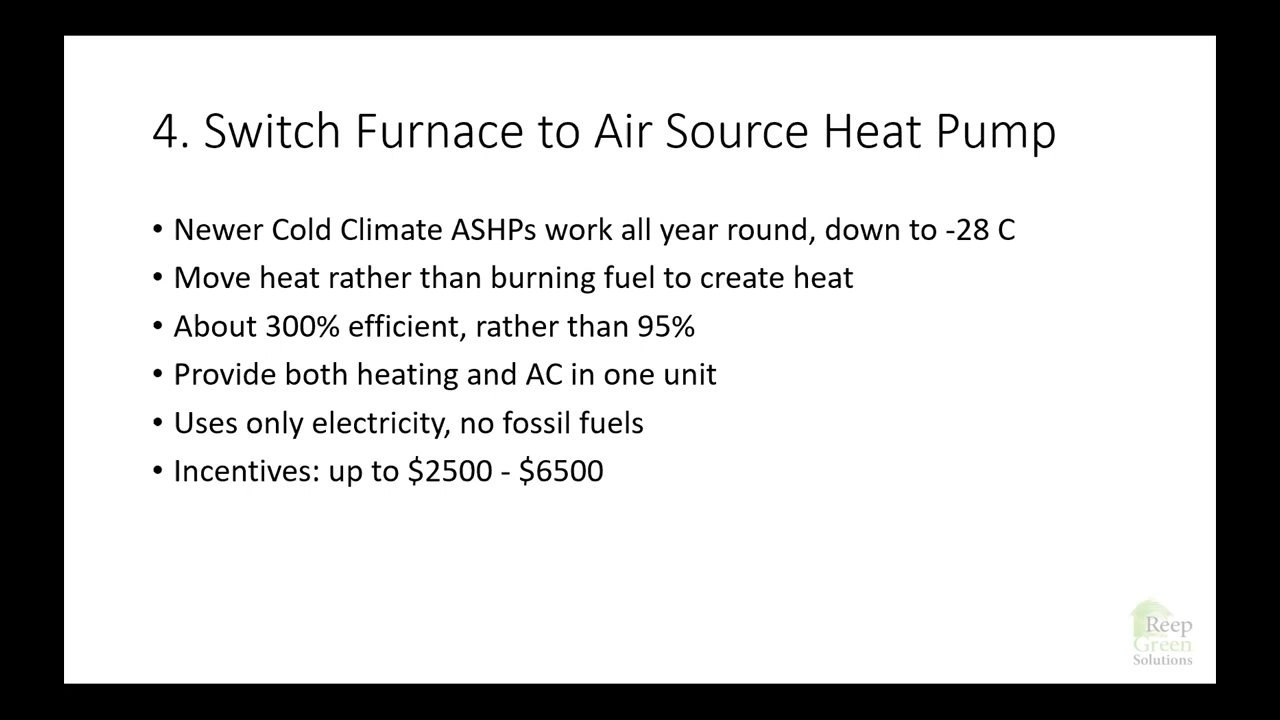 4. Switch Furnace to Air Source Heat Pump
• Newer Cold Climate ASHPs work all year round, down to -28 C
• Move heat rather than burning fuel to create heat
• About 300% efficient, rather than 95%
• Provide both heating and AC in one unit
• Uses only electricity, no fossil fuels
• Incentives: up to $2500 - $6500
Reep
Green
Solutions